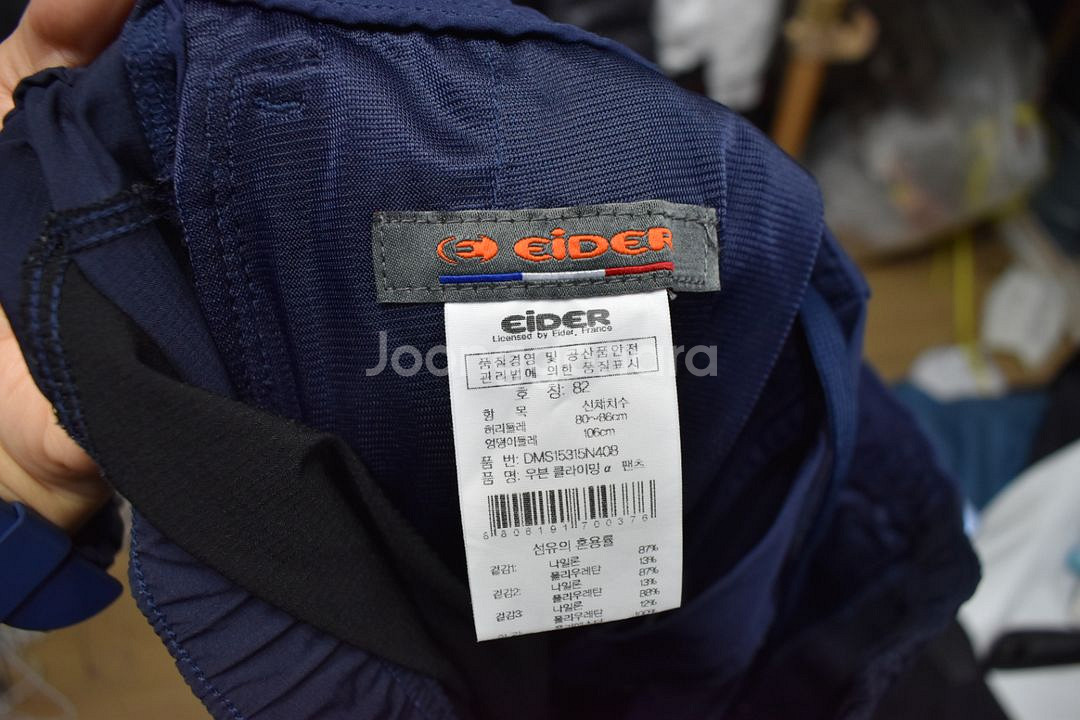 EiDER
EiDER
Licensed by Eider, France
품질경영 및 공산품안전
관리법에 의한 품질표시
호 칭: 82
항 목 신체치수
허리둘레 80~86cm
엉덩이둘레 106cm
품 번: DMS15315N408
품 명: 우븐 클라이밍 α 팬츠
8806191700376
섬유의 혼용률
겉감1: 나일론 87%
폴리우레탄 13%
겉감2: 나일론 87%
폴리우레탄 13%
겉감3: 나일론 88%
폴리우레탄 12%
100%